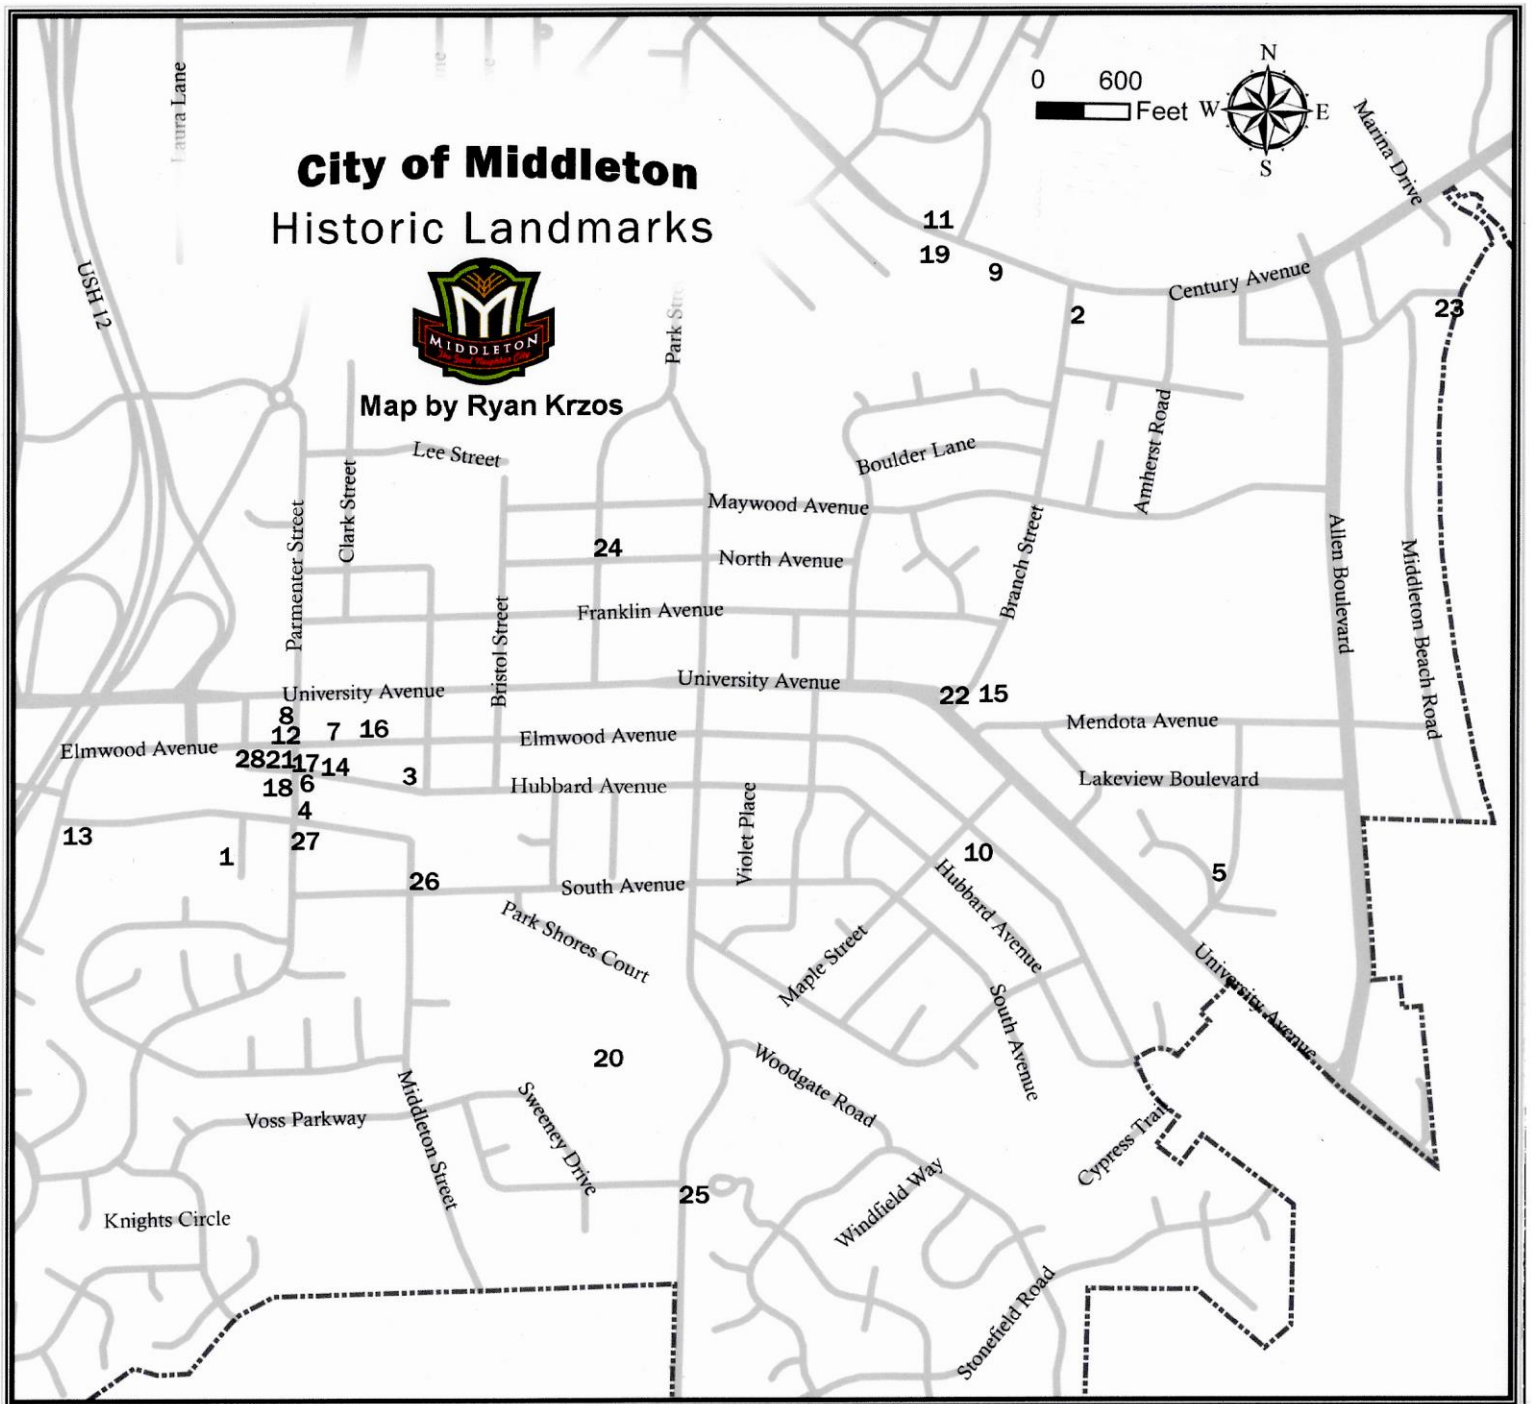 N
0 600
Feet
W E
S
Laura Lane
Marina Drive
City of Middleton
Historic Landmarks
11
19
9
USH 12
MIDDLETON
The Good Neighbor City
Park Stre
Century Avenue
2
23
Map by Ryan Krzos
Lee Street
Boulder Lane
Amherst Road
Clark Street
Parmenter Street
Maywood Avenue
24
North Avenue
Branch Street
Allen Boulevard
Middleton Beach Road
Franklin Avenue
Bristol Street
University Avenue
University Avenue
22 15
8
12
7
16
Mendota Avenue
Elmwood Avenue
Elmwood Avenue
28 21 17 14
3
18 6
Hubbard Avenue
Lakeview Boulevard
4
13
27
1
Violet Place
10
5
26
South Avenue
Hubbard Avenue
Park Shores Court
Maple Street
University Avenue
South Avenue
20
Woodgate Road
Middleton Street
Sweeney Drive
Voss Parkway
Cypress Trail
25
Windfield Way
Knights Circle
Stonefield Road